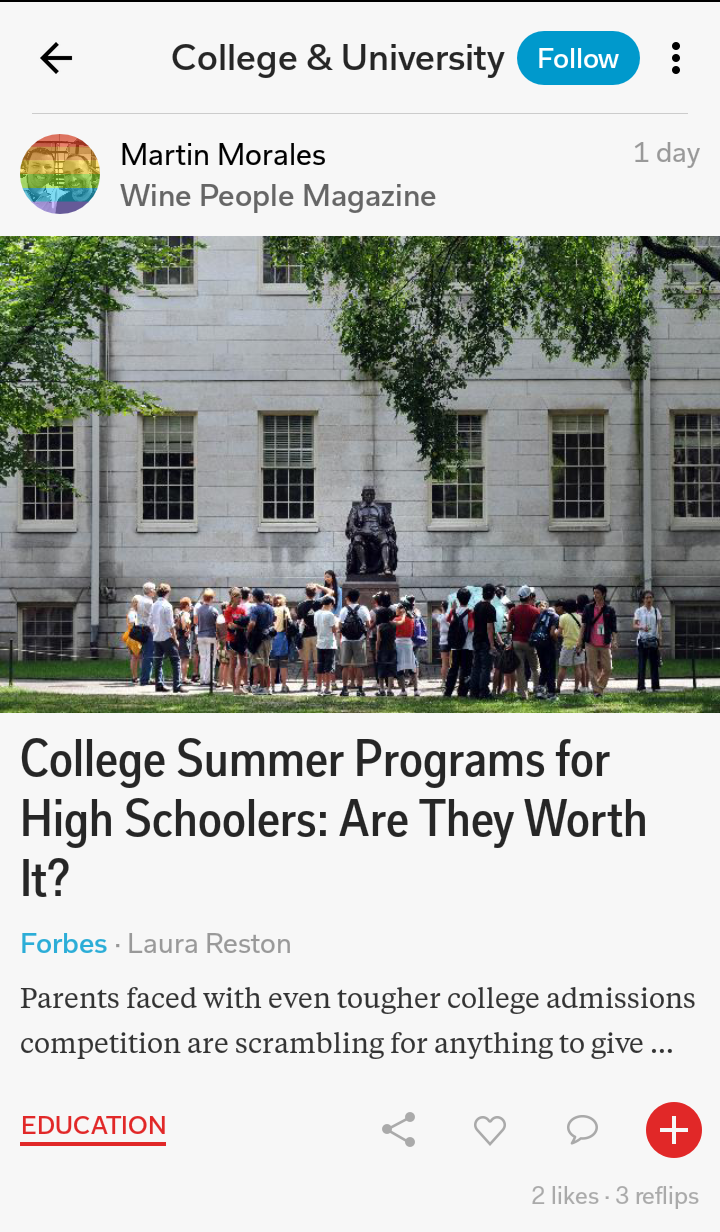 College & University
Follow
Martin Morales
1 day
Wine People Magazine
College Summer Programs for
High Schoolers: Are They Worth
It?
Forbes · Laura Reston
Parents faced with even tougher college admissions
competition are scrambling for anything to give ...
EDUCATION
2 likes · 3 reflips